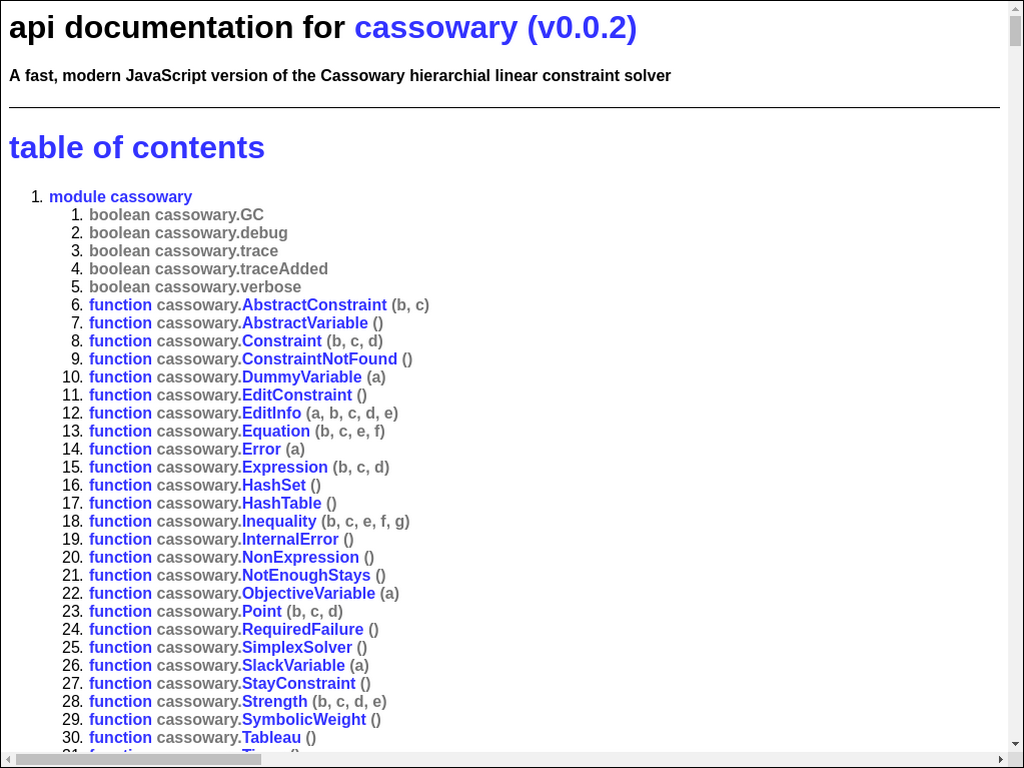 api documentation for cassowary (v0.0.2)
A fast, modern JavaScript version of the Cassowary hierarchial linear constraint solver
table of contents
1. module cassowary
1. boolean cassowary.GC
2. boolean cassowary.debug
3. boolean cassowary.trace
4. boolean cassowary.traceAdded
5. boolean cassowary.verbose
6. function cassowary.AbstractConstraint (b, c)
7. function cassowary.AbstractVariable ()
8. function cassowary.Constraint (b, c, d)
9. function cassowary.ConstraintNotFound ()
10. function cassowary.DummyVariable (a)
11. function cassowary.EditConstraint ()
12. function cassowary.EditInfo (a, b, c, d, e)
13. function cassowary.Equation (b, c, e, f)
14. function cassowary.Error (a)
15. function cassowary.Expression (b, c, d)
16. function cassowary.HashSet ()
17. function cassowary.HashTable ()
18. function cassowary.Inequality (b, c, e, f, g)
19. function cassowary.InternalError ()
20. function cassowary.NonExpression ()
21. function cassowary.NotEnoughStays ()
22. function cassowary.ObjectiveVariable (a)
23. function cassowary.Point (b, c, d)
24. function cassowary.RequiredFailure ()
25. function cassowary.SimplexSolver ()
26. function cassowary.SlackVariable (a)
27. function cassowary.StayConstraint ()
28. function cassowary.Strength (b, c, d, e)
29. function cassowary.SymbolicWeight ()
30. function cassowary.Tableau ()